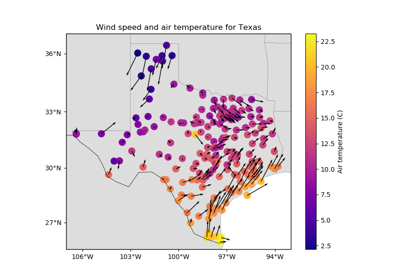 Wind speed and air temperature for Texas
36°N
33°N
30°N
27°N
106°W
103°W
100°W
97°W
94°W
22.5
20.0
17.5
15.0
12.5
10.0
7.5
5.0
2.5
Air temperature (C)